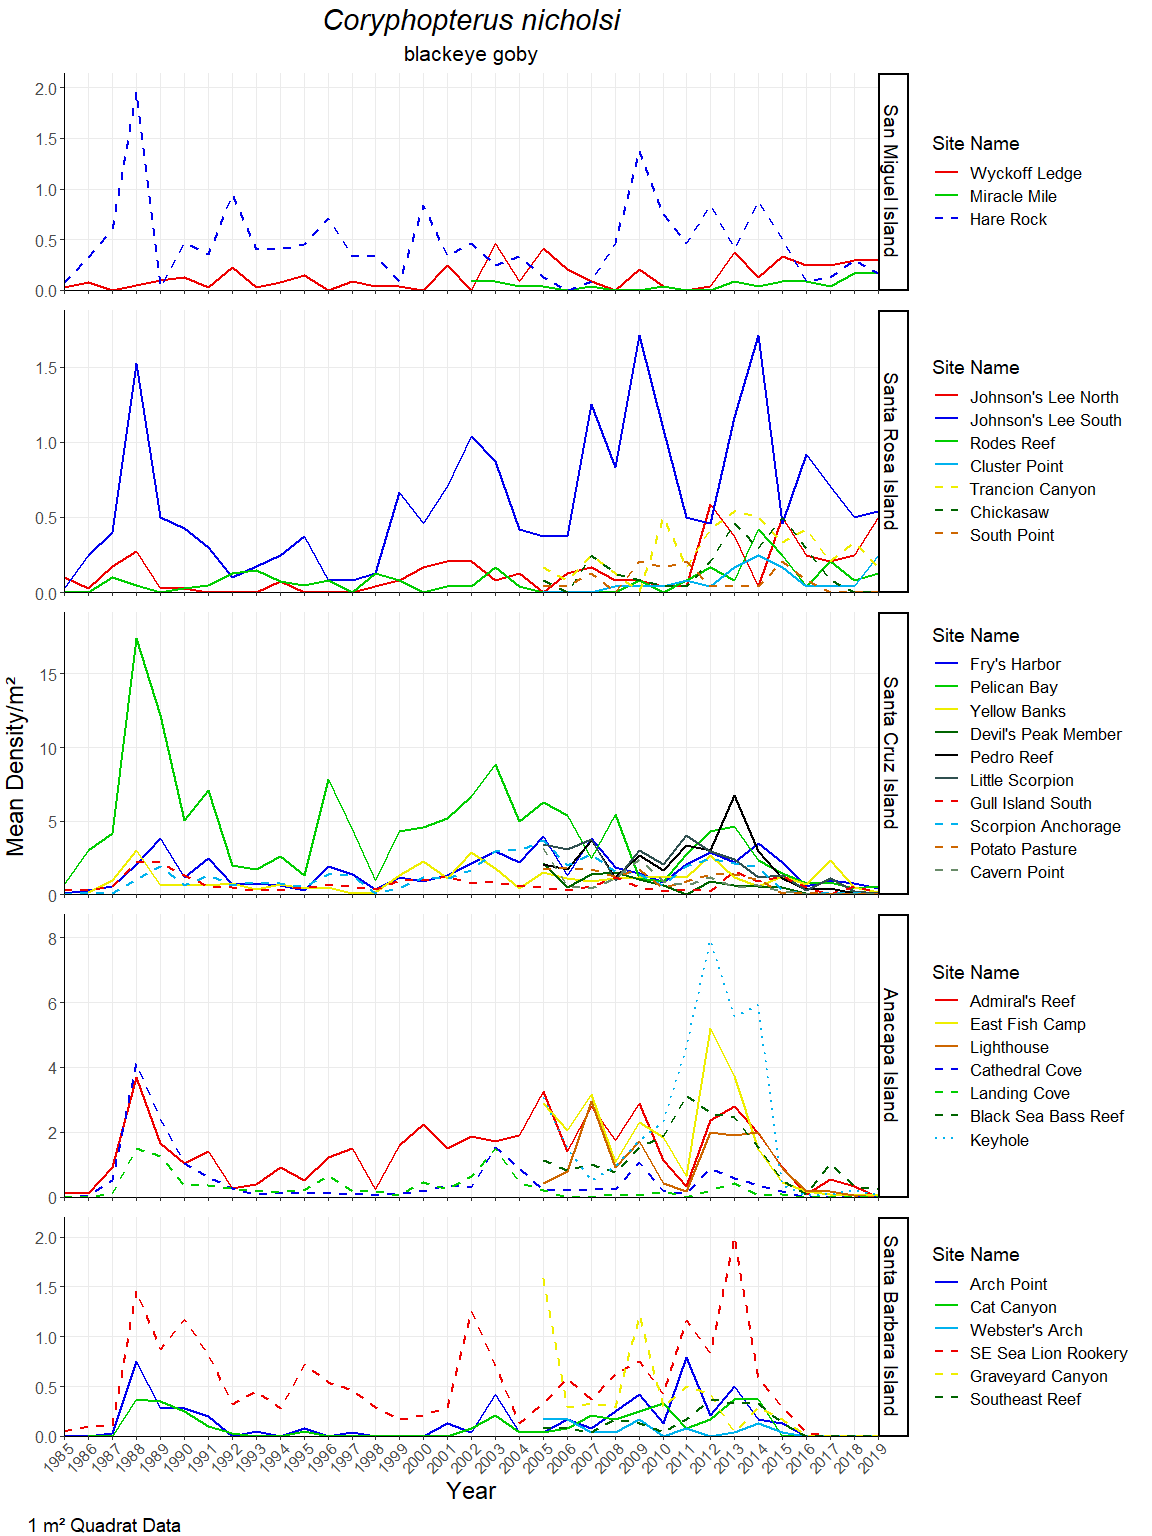 Coryphopterus nicholsi
blackeye goby
Mean Density/m²
2.0
1.5
1.0
0.5
0.0
San Miguel Island
Site Name
Wyckoff Ledge
Miracle Mile
Hare Rock
1.5
1.0
0.5
0.0
Santa Rosa Island
Site Name
Johnson's Lee North
Johnson's Lee South
Rodes Reef
Cluster Point
Trancion Canyon
Chickasaw
South Point
15
10
5
0
Santa Cruz Island
Site Name
Fry's Harbor
Pelican Bay
Yellow Banks
Devil's Peak Member
Pedro Reef
Little Scorpion
Gull Island South
Scorpion Anchorage
Potato Pasture
Cavern Point
8
6
4
2
0
Anacapa Island
Site Name
Admiral's Reef
East Fish Camp
Lighthouse
Cathedral Cove
Landing Cove
Black Sea Bass Reef
Keyhole
2.0
1.5
1.0
0.5
0.0
Santa Barbara Island
Site Name
Arch Point
Cat Canyon
Webster's Arch
SE Sea Lion Rookery
Graveyard Canyon
Southeast Reef
1985 1986 1987 1988 1989 1990 1991 1992 1993 1994 1995 1996 1997 1998 1999 2000 2001 2002 2003 2004 2005 2006 2007 2008 2009 2010 2011 2012 2013 2014 2015 2016 2017 2018 2019
Year
1 m² Quadrat Data